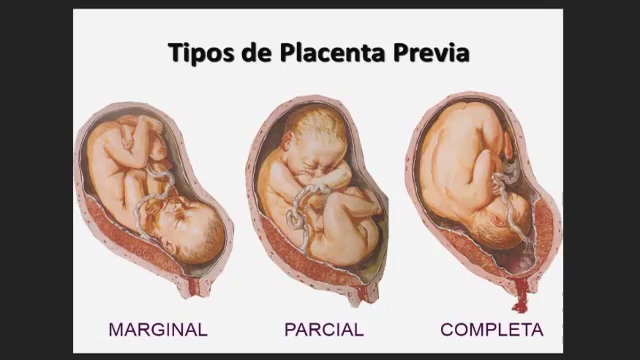 Tipos de Placenta Previa
MARGINAL
PARCIAL
COMPLETA